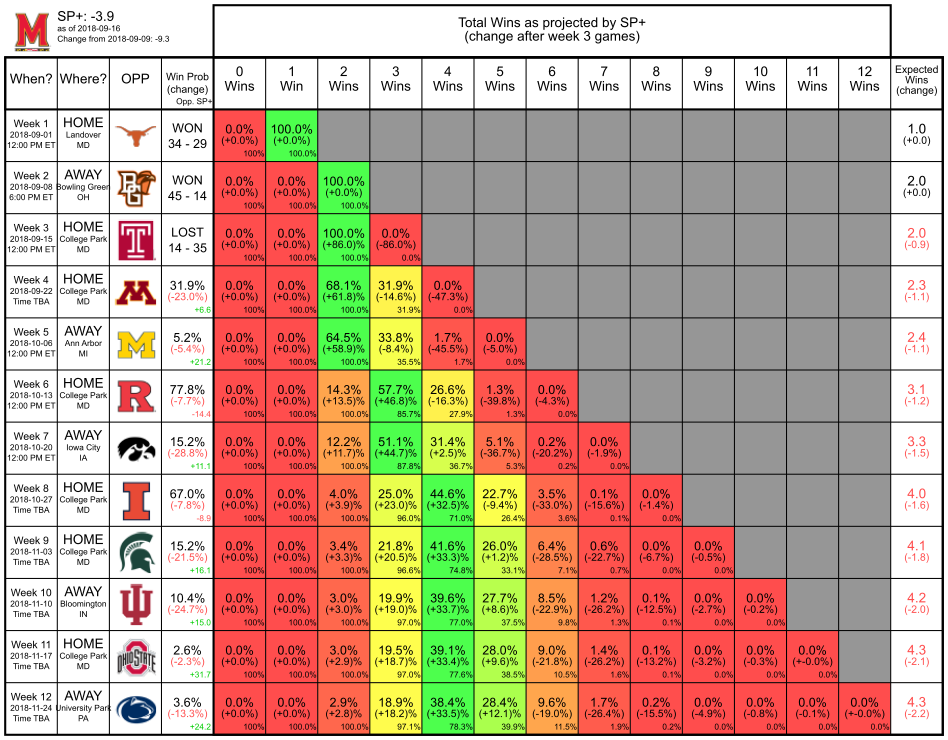 M
SP+: -3.9
as of 2018-09-16
Change from 2018-09-09: -9.3
Total Wins as projected by SP+
(change after week 3 games)
When? Where? OPP Win Prob (change) Opp. SP+ 0 Wins 1 Win 2 Wins 3 Wins 4 Wins 5 Wins 6 Wins 7 Wins 8 Wins 9 Wins 10 Wins 11 Wins 12 Wins Expected Wins (change)
Week 1 HOME WON 0.0% 100.0% 1.0
2018-09-01 Landover 34 - 29 (+0.0%) (+0.0%) (+0.0)
12:00 PM ET MD 100% 100.0%
Week 2 AWAY WON 0.0% 0.0% 100.0% 2.0
2018-09-08 Bowling Green 45 - 14 (+0.0%) (+0.0%) (+0.0%) (+0.0)
6:00 PM ET OH 100% 100.0% 100.0%
Week 3 HOME LOST 0.0% 0.0% 100.0% 0.0% 2.0
2018-09-15 College Park 14 - 35 (+0.0%) (+0.0%) (+86.0%) (-86.0%) (-0.9)
12:00 PM ET MD 100% 100.0% 100.0% 0.0%
Week 4 HOME 31.9% 0.0% 0.0% 68.1% 31.9% 0.0% 2.3
2018-09-22 College Park (-23.0%) (+0.0%) (+0.0%) (+61.8)% (-14.6%) (-47.3%) (-1.1)
Time TBA MD +6.6 100% 100.0% 100.0% 31.9% 0.0%
Week 5 AWAY 5.2% 0.0% 0.0% 64.5% 33.8% 1.7% 0.0% 2.4
2018-10-06 Ann Arbor (-5.4%) (+0.0%) (+0.0%) (+58.9)% (-8.4%) (-45.5%) (-5.0%) (-1.1)
12:00 PM ET MI M +21.2 100% 100.0% 100.0% 35.5% 1.7% 0.0%
Week 6 HOME R 77.8% 0.0% 0.0% 14.3% 57.7% 26.6% 1.3% 0.0% 3.1
2018-10-13 College Park (-7.7%) (+0.0%) (+0.0%) (+13.5)% (+46.8)% (-16.3%) (-39.8%) (-4.3%) (-1.2)
12:00 PM ET MD -14.4 100% 100.0% 100.0% 85.7% 27.9% 1.3% 0.0%
Week 7 AWAY 15.2% 0.0% 0.0% 12.2% 51.1% 31.4% 5.1% 0.2% 0.0% 3.3
2018-10-20 Iowa City (-28.8%) (+0.0%) (+0.0%) (+11.7)% (+44.7)% (+2.5)% (-36.7%) (-20.2%) (-1.9%) (-1.5)
12:00 PM ET IA +11.1 100% 100.0% 100.0% 87.8% 36.7% 5.3% 0.2% 0.0%
Week 8 HOME I 67.0% 0.0% 0.0% 4.0% 25.0% 44.6% 22.7% 3.5% 0.1% 0.0% 4.0
2018-10-27 College Park (-7.8%) (+0.0%) (+0.0%) (+3.9)% (+23.0)% (+32.5)% (-9.4%) (-33.0%) (-15.6%) (-1.4%) (-1.6)
Time TBA MD -8.9 100% 100.0% 100.0% 96.0% 71.0% 26.4% 3.6% 0.1% 0.0%
Week 9 HOME 15.2% 0.0% 0.0% 3.4% 21.8% 41.6% 26.0% 6.4% 0.6% 0.0% 0.0% 4.1
2018-11-03 College Park (-21.5%) (+0.0%) (+0.0%) (+3.3)% (+20.5)% (+33.3)% (+1.2)% (-28.5%) (-22.7%) (-6.7%) (-0.5%) (-1.8)
Time TBA MD +16.1 100% 100.0% 100.0% 96.6% 74.8% 33.1% 7.1% 0.7% 0.0% 0.0%
Week 10 AWAY 10.4% 0.0% 0.0% 3.0% 19.9% 39.6% 27.7% 8.5% 1.2% 0.1% 0.0% 0.0% 4.2
2018-11-10 Bloomington (-24.7%) (+0.0%) (+0.0%) (+3.0)% (+19.0)% (+33.7)% (+8.6)% (-22.9%) (-26.2%) (-12.5%) (-2.7%) (-0.2%) (-2.0)
Time TBA IN +15.0 100% 100.0% 100.0% 97.0% 77.0% 37.5% 9.8% 1.3% 0.1% 0.0% 0.0%
Week 11 HOME 2.6% 0.0% 0.0% 3.0% 19.5% 39.1% 28.0% 9.0% 1.4% 0.1% 0.0% 0.0% 0.0% 4.3
2018-11-17 College Park OHIO STATE (-2.3%) (+0.0%) (+0.0%) (+2.9)% (+18.7)% (+33.4)% (+9.6)% (-21.8%) (-26.2%) (-13.2%) (-3.2%) (-0.3%) (+-0.0%) (-2.1)
Time TBA MD +31.7 100% 100.0% 100.0% 97.0% 77.6% 38.5% 10.5% 1.6% 0.1% 0.0% 0.0% 0.0%
Week 12 AWAY 3.6% 0.0% 0.0% 2.9% 18.9% 38.4% 28.4% 9.6% 1.7% 0.2% 0.0% 0.0% 0.0% 0.0% 4.3
2018-11-24 University Park (-13.3%) (+0.0%) (+0.0%) (+2.8)% (+18.2)% (+33.5)% (+12.1)% (-19.0%) (-26.4%) (-15.5%) (-4.9%) (-0.8%) (-0.1%) (+-0.0%) (-2.2)
Time TBA PA +24.2 100% 100.0% 100.0% 97.1% 78.3% 39.9% 11.5% 1.9% 0.2% 0.0% 0.0% 0.0% 0.0%